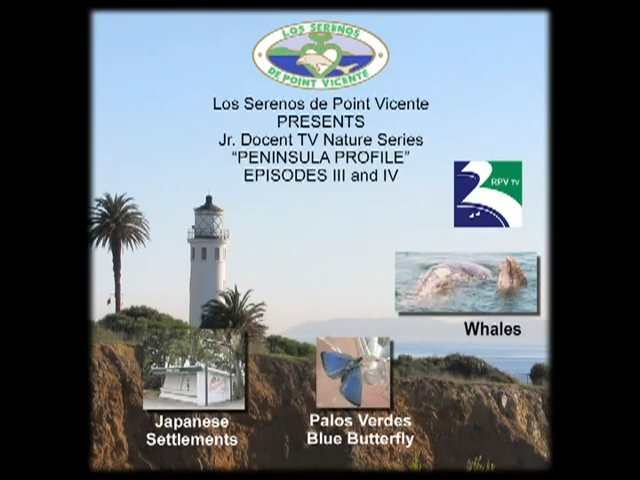 LOS SERENOS
DE POINT VICENTE
Los Serenos de Point Vicente
PRESENTS
Jr. Docent TV Nature Series
“PENINSULA PROFILE”
EPISODES III and IV
RPV TV
Whales
Japanese
Settlements
Palos Verdes
Blue Butterfly